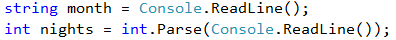 string month = Console.ReadLine();
int nights = int.Parse(Console.ReadLine());